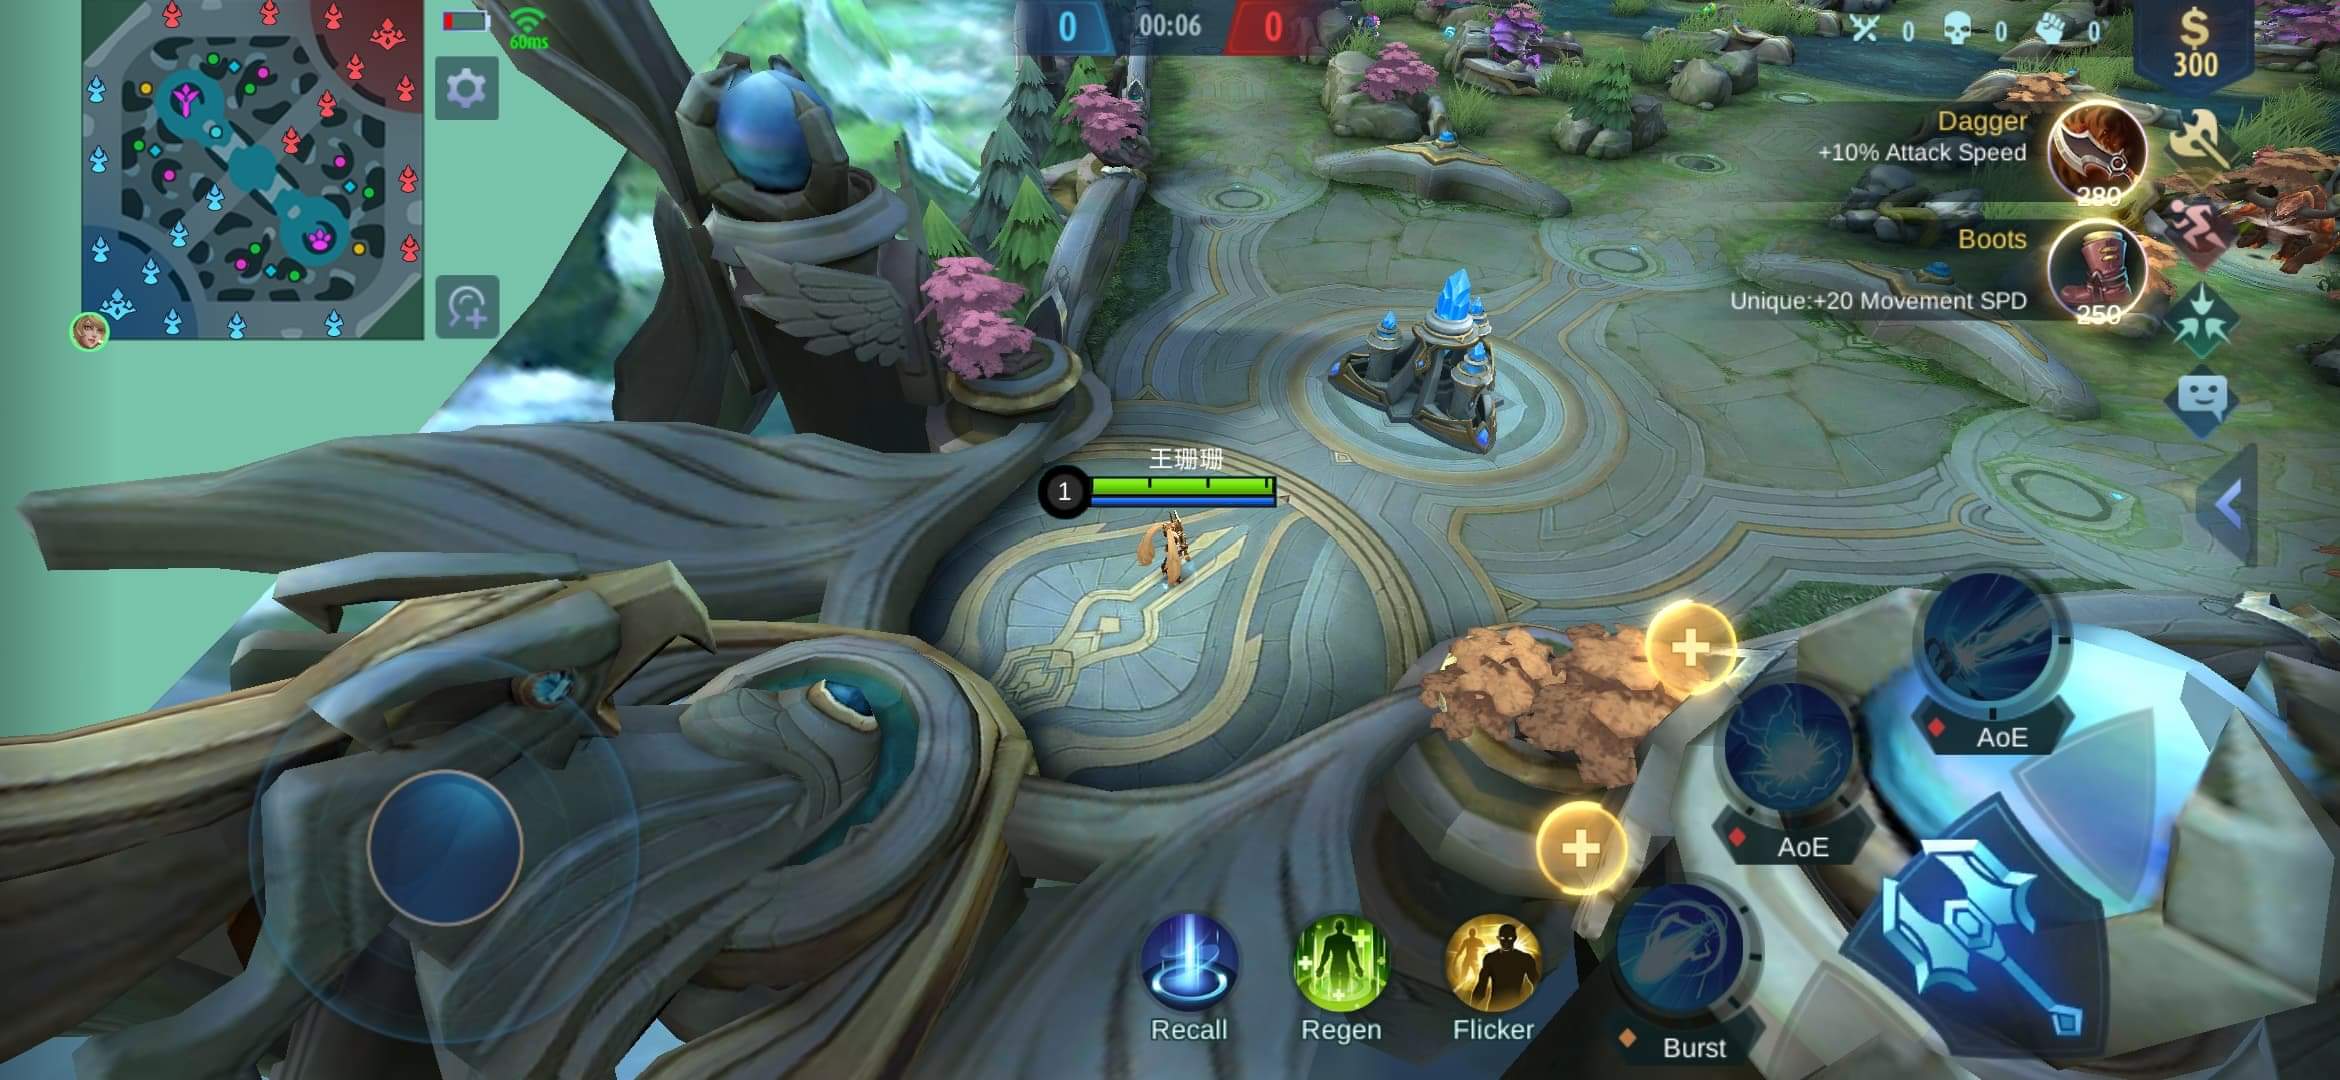 60ms
0
00:06
0
0
0
0
$
300
Dagger
+10% Attack Speed
280
Boots
Unique:+20 Movement SPD
250
王珊珊
1
AoE
AoE
Burst
Recall
Regen
Flicker